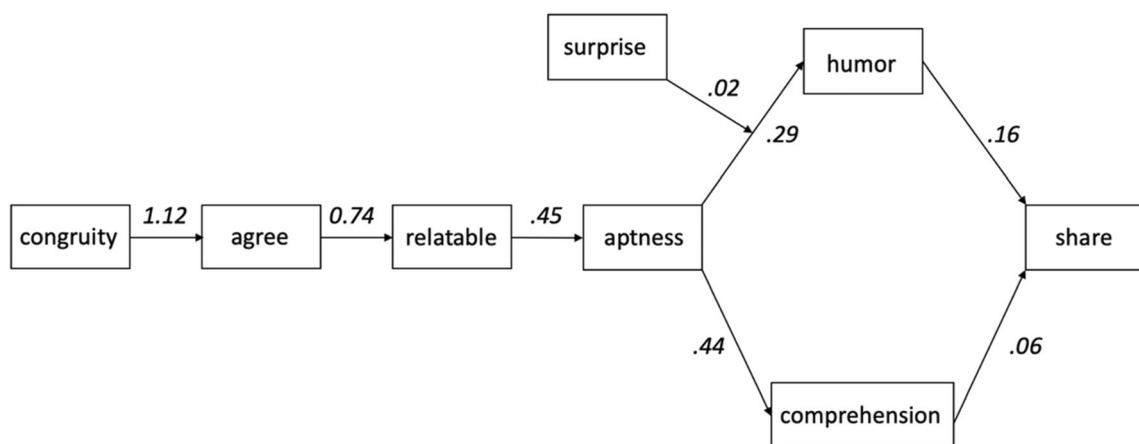 surprise
humor
.02
.29
.16
1.12
0.74
.45
congruity
agree
relatable
aptness
share
.44
.06
comprehension